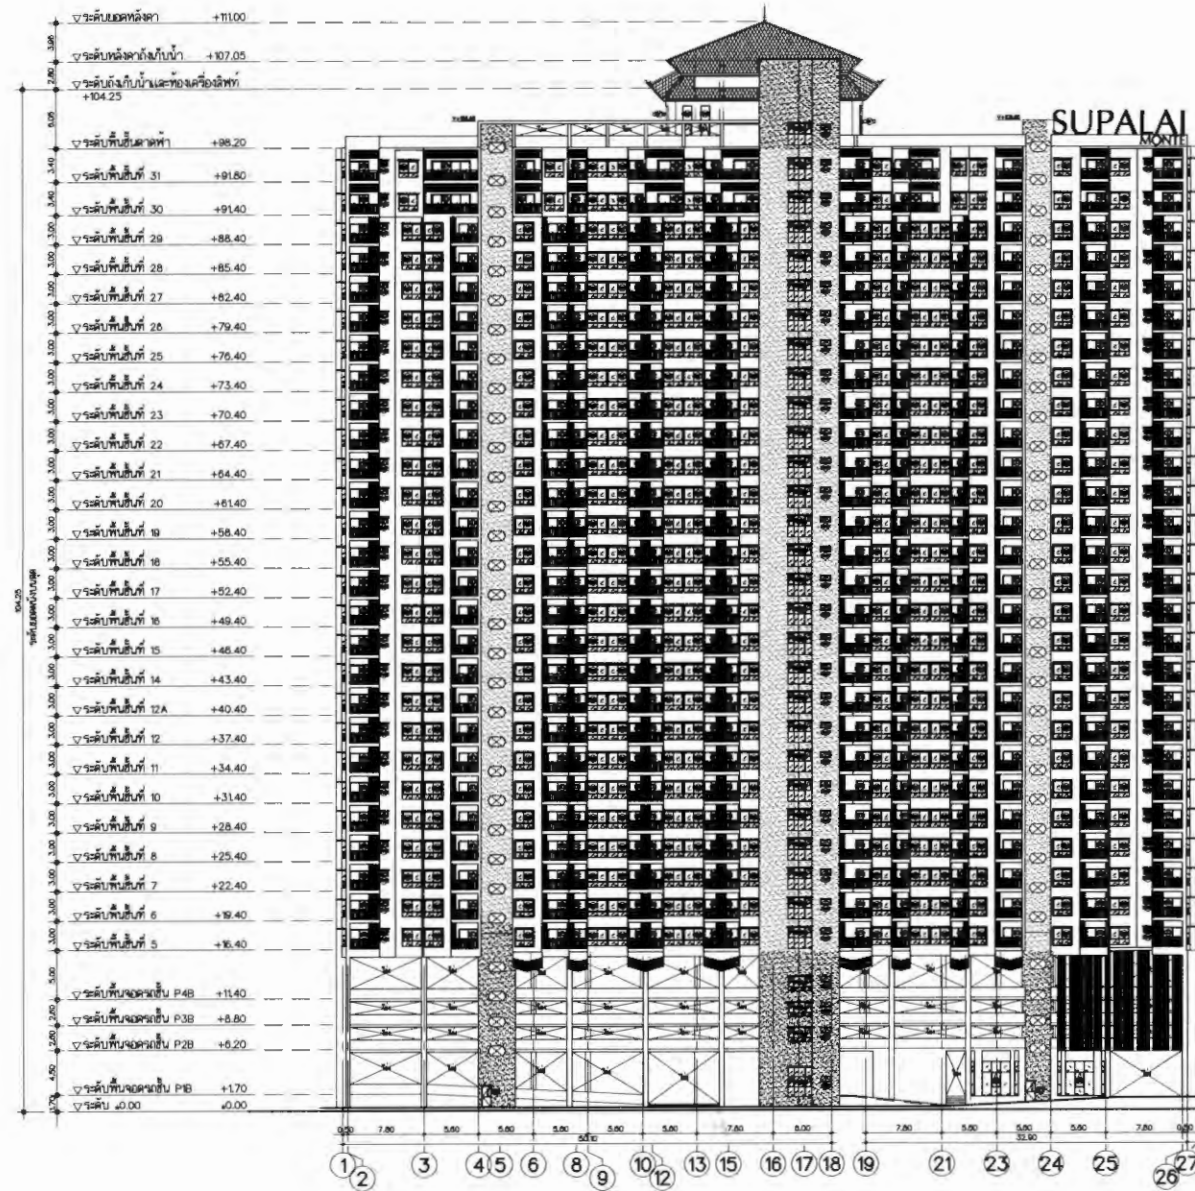 ระดับยอดหลังคา +111.00
ระดับหลังคาถังเก็บน้ำ +107.05
ระดับถังเก็บน้ำและห้องเครื่องลิฟท์
+104.25
SUPALAI
MONTE
ระดับพื้นชั้นดาดฟ้า +98.20
ระดับพื้นชั้นที่ 31 +91.80
ระดับพื้นชั้นที่ 30 +91.40
ระดับพื้นชั้นที่ 29 +88.40
ระดับพื้นชั้นที่ 28 +85.40
ระดับพื้นชั้นที่ 27 +82.40
ระดับพื้นชั้นที่ 26 +79.40
ระดับพื้นชั้นที่ 25 +76.40
ระดับพื้นชั้นที่ 24 +73.40
ระดับพื้นชั้นที่ 23 +70.40
ระดับพื้นชั้นที่ 22 +67.40
ระดับพื้นชั้นที่ 21 +64.40
ระดับพื้นชั้นที่ 20 +61.40
ระดับพื้นชั้นที่ 19 +58.40
ระดับพื้นชั้นที่ 18 +55.40
ระดับพื้นชั้นที่ 17 +52.40
ระดับพื้นชั้นที่ 16 +49.40
ระดับพื้นชั้นที่ 15 +46.40
ระดับพื้นชั้นที่ 14 +43.40
ระดับพื้นชั้นที่ 12A +40.40
ระดับพื้นชั้นที่ 12 +37.40
ระดับพื้นชั้นที่ 11 +34.40
ระดับพื้นชั้นที่ 10 +31.40
ระดับพื้นชั้นที่ 9 +28.40
ระดับพื้นชั้นที่ 8 +25.40
ระดับพื้นชั้นที่ 7 +22.40
ระดับพื้นชั้นที่ 6 +19.40
ระดับพื้นชั้นที่ 5 +16.40
ระดับพื้นจอดรถชั้น P4B +11.40
ระดับพื้นจอดรถชั้น P3B +8.80
ระดับพื้นจอดรถชั้น P2B +6.20
ระดับพื้นจอดรถชั้น P1B +1.70
ระดับ ±0.00 ±0.00
104.25
7.80 5.60 5.60 5.60 5.60 5.60 7.80 8.00 7.80 5.60 5.60 5.60 7.80
32.90
1 2 3 4 5 6 8 9 10 12 13 15 16 17 18 19 21 23 24 25 26 27